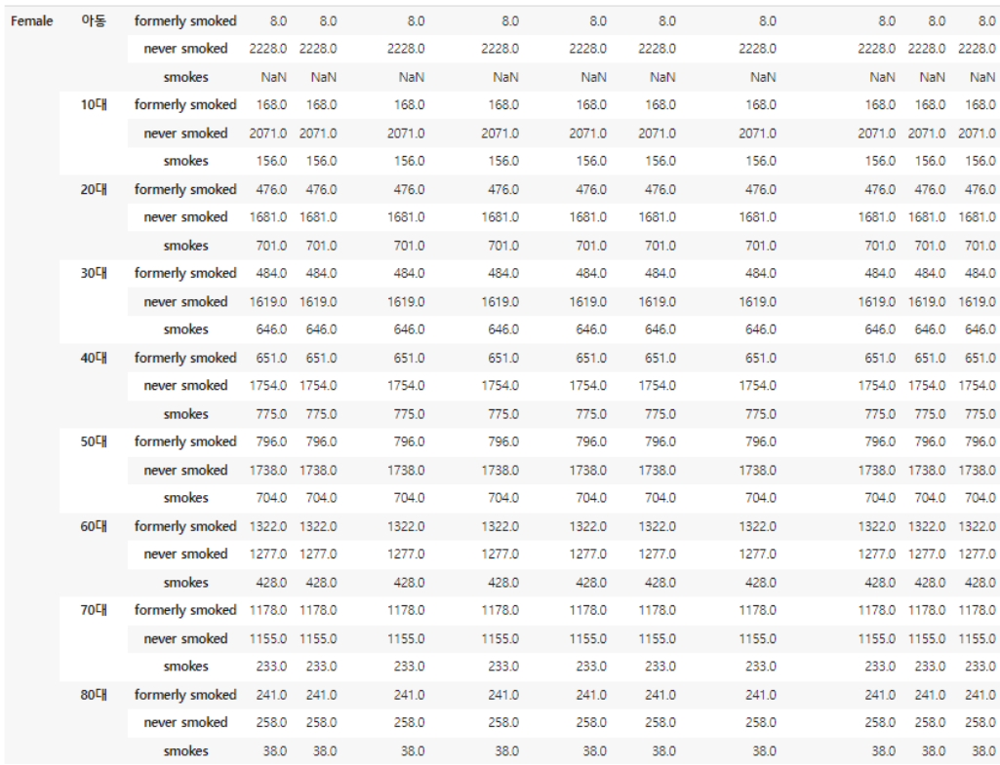 Female 아동 formerly smoked 8.0 8.0 8.0 8.0 8.0 8.0 8.0 8.0 8.0 8.0
never smoked 2228.0 2228.0 2228.0 2228.0 2228.0 2228.0 2228.0 2228.0 2228.0 2228.0
smokes NaN NaN NaN NaN NaN NaN NaN NaN NaN NaN
10대 formerly smoked 168.0 168.0 168.0 168.0 168.0 168.0 168.0 168.0 168.0 168.0
never smoked 2071.0 2071.0 2071.0 2071.0 2071.0 2071.0 2071.0 2071.0 2071.0 2071.0
smokes 156.0 156.0 156.0 156.0 156.0 156.0 156.0 156.0 156.0 156.0
20대 formerly smoked 476.0 476.0 476.0 476.0 476.0 476.0 476.0 476.0 476.0 476.0
never smoked 1681.0 1681.0 1681.0 1681.0 1681.0 1681.0 1681.0 1681.0 1681.0 1681.0
smokes 701.0 701.0 701.0 701.0 701.0 701.0 701.0 701.0 701.0 701.0
30대 formerly smoked 484.0 484.0 484.0 484.0 484.0 484.0 484.0 484.0 484.0 484.0
never smoked 1619.0 1619.0 1619.0 1619.0 1619.0 1619.0 1619.0 1619.0 1619.0 1619.0
smokes 646.0 646.0 646.0 646.0 646.0 646.0 646.0 646.0 646.0 646.0
40대 formerly smoked 651.0 651.0 651.0 651.0 651.0 651.0 651.0 651.0 651.0 651.0
never smoked 1754.0 1754.0 1754.0 1754.0 1754.0 1754.0 1754.0 1754.0 1754.0 1754.0
smokes 775.0 775.0 775.0 775.0 775.0 775.0 775.0 775.0 775.0 775.0
50대 formerly smoked 796.0 796.0 796.0 796.0 796.0 796.0 796.0 796.0 796.0 796.0
never smoked 1738.0 1738.0 1738.0 1738.0 1738.0 1738.0 1738.0 1738.0 1738.0 1738.0
smokes 704.0 704.0 704.0 704.0 704.0 704.0 704.0 704.0 704.0 704.0
60대 formerly smoked 1322.0 1322.0 1322.0 1322.0 1322.0 1322.0 1322.0 1322.0 1322.0 1322.0
never smoked 1277.0 1277.0 1277.0 1277.0 1277.0 1277.0 1277.0 1277.0 1277.0 1277.0
smokes 428.0 428.0 428.0 428.0 428.0 428.0 428.0 428.0 428.0 428.0
70대 formerly smoked 1178.0 1178.0 1178.0 1178.0 1178.0 1178.0 1178.0 1178.0 1178.0 1178.0
never smoked 1155.0 1155.0 1155.0 1155.0 1155.0 1155.0 1155.0 1155.0 1155.0 1155.0
smokes 233.0 233.0 233.0 233.0 233.0 233.0 233.0 233.0 233.0 233.0
80대 formerly smoked 241.0 241.0 241.0 241.0 241.0 241.0 241.0 241.0 241.0 241.0
never smoked 258.0 258.0 258.0 258.0 258.0 258.0 258.0 258.0 258.0 258.0
smokes 38.0 38.0 38.0 38.0 38.0 38.0 38.0 38.0 38.0 38.0